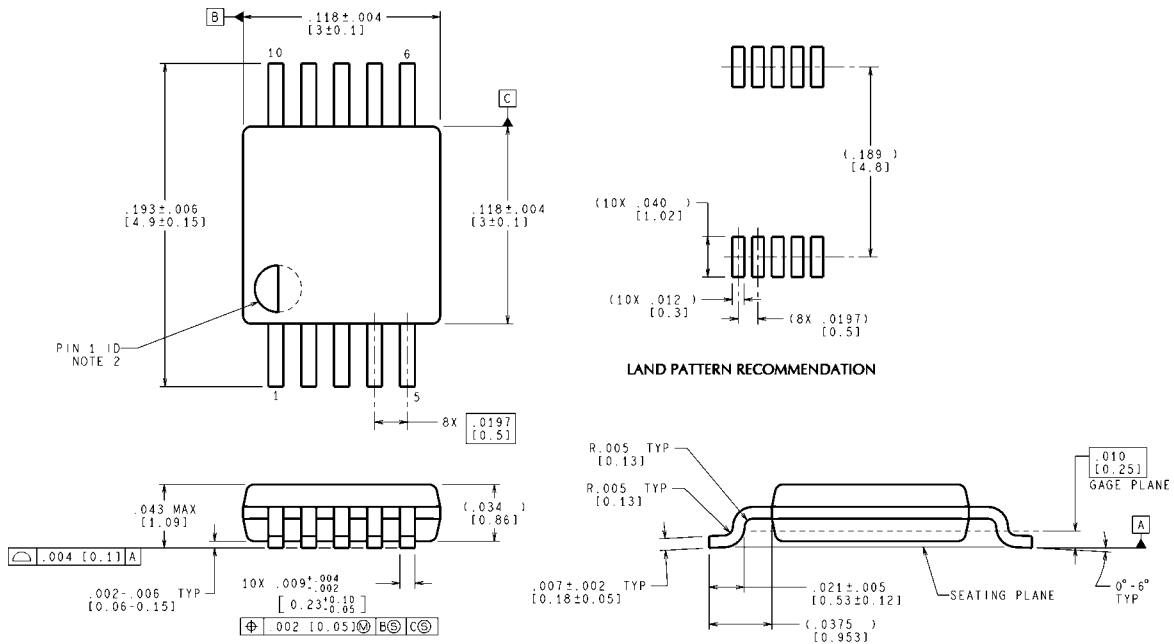 B
.118±.004
[3±0.1]
10
6
C
.193±.006
[4.9±0.15]
.118±.004
[3±0.1]
PIN 1 ID
NOTE 2
1
5
8X .0197
[0.5]
(.189 )
[4.8]
(10X .040 )
[1.02]
(10X .012 )
[0.3]
(8X .0197)
[0.5]
LAND PATTERN RECOMMENDATION
.043 MAX
[1.09]
(.034 )
[0.86]
⌓ .004 [0.1] A
.002-.006 TYP
[0.06-0.15]
10X .009 +.004 -.002
[ 0.23 +0.10 -0.05 ]
⌖ .002 [0.05]Ⓜ BⓈ CⓈ
R.005 TYP
[0.13]
R.005 TYP
[0.13]
.010
[0.25]
GAGE PLANE
A
.007±.002 TYP
[0.18±0.05]
.021±.005
[0.53±0.12]
(.0375 )
[0.953]
SEATING PLANE
0°-6°
TYP